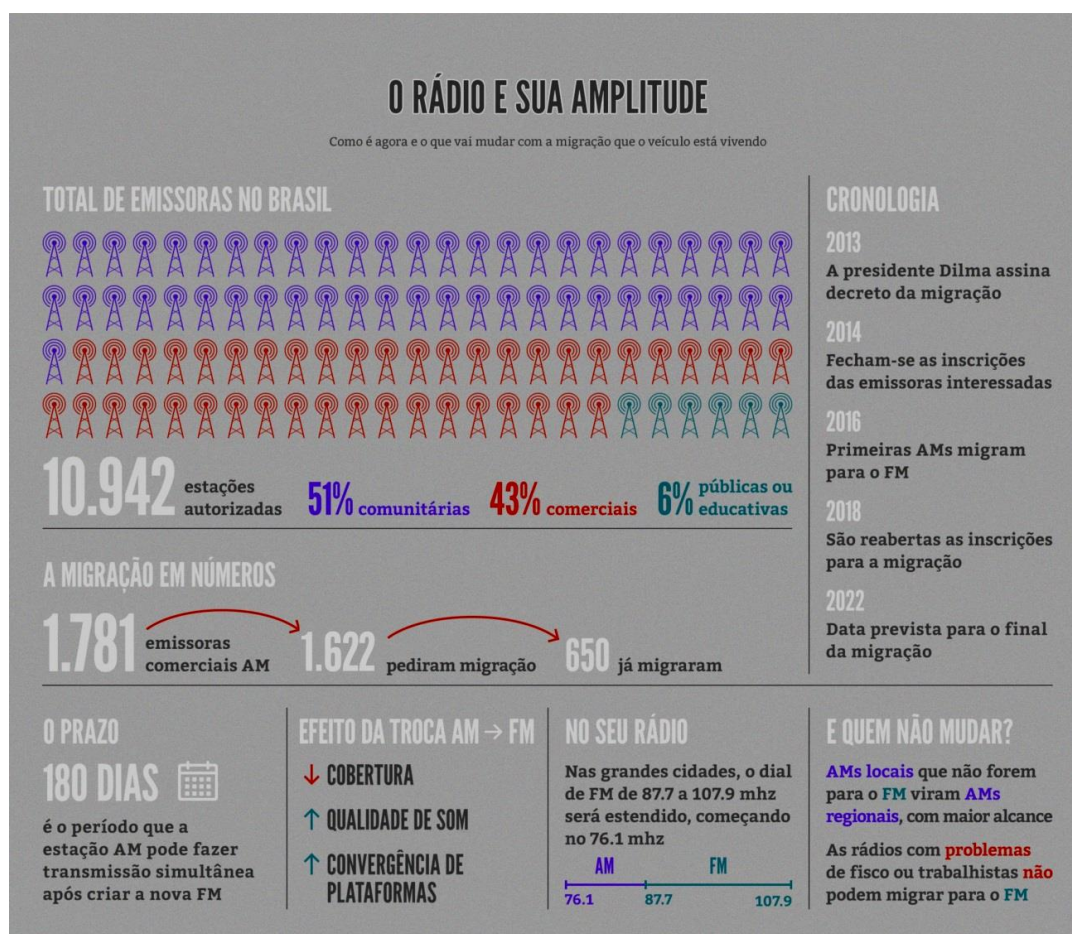 O RÁDIO E SUA AMPLITUDE
Como é agora e o que vai mudar com a migração que o veículo está vivendo
TOTAL DE EMISSORAS NO BRASIL
10.942 estações
autorizadas
51% comunitárias
43% comerciais
6% públicas ou
educativas
A MIGRAÇÃO EM NÚMEROS
1.781 emissoras
comerciais AM
1.622 pediram migração
650 já migraram
CRONOLOGIA
2013
A presidente Dilma assina
decreto da migração
2014
Fecham-se as inscrições
das emissoras interessadas
2016
Primeiras AMs migram
para o FM
2018
São reabertas as inscrições
para a migração
2022
Data prevista para o final
da migração
O PRAZO
180 DIAS
é o período que a
estação AM pode fazer
transmissão simultânea
após criar a nova FM
EFEITO DA TROCA AM → FM
↓ COBERTURA
↑ QUALIDADE DE SOM
↑ CONVERGÊNCIA DE
PLATAFORMAS
NO SEU RÁDIO
Nas grandes cidades, o dial
de FM de 87.7 a 107.9 mhz
será estendido, começando
no 76.1 mhz
AM FM
76.1 87.7 107.9
E QUEM NÃO MUDAR?
AMs locais que não forem
para o FM viram AMs
regionais, com maior alcance
As rádios com problemas
de fisco ou trabalhistas não
podem migrar para o FM